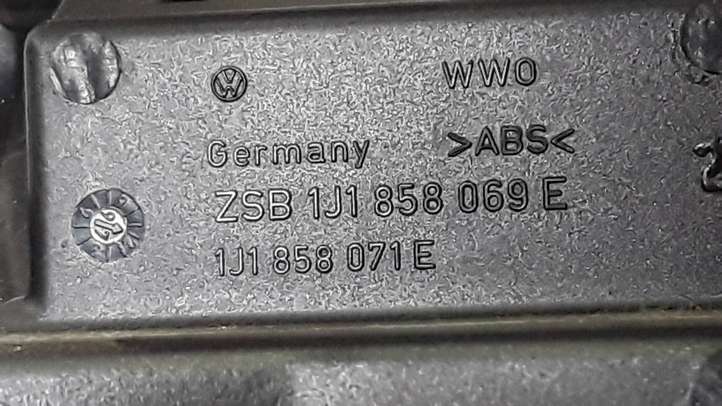 WWO
Germany >ABS<
ZSB 1J1 858 069 E
1J1 858 071 E